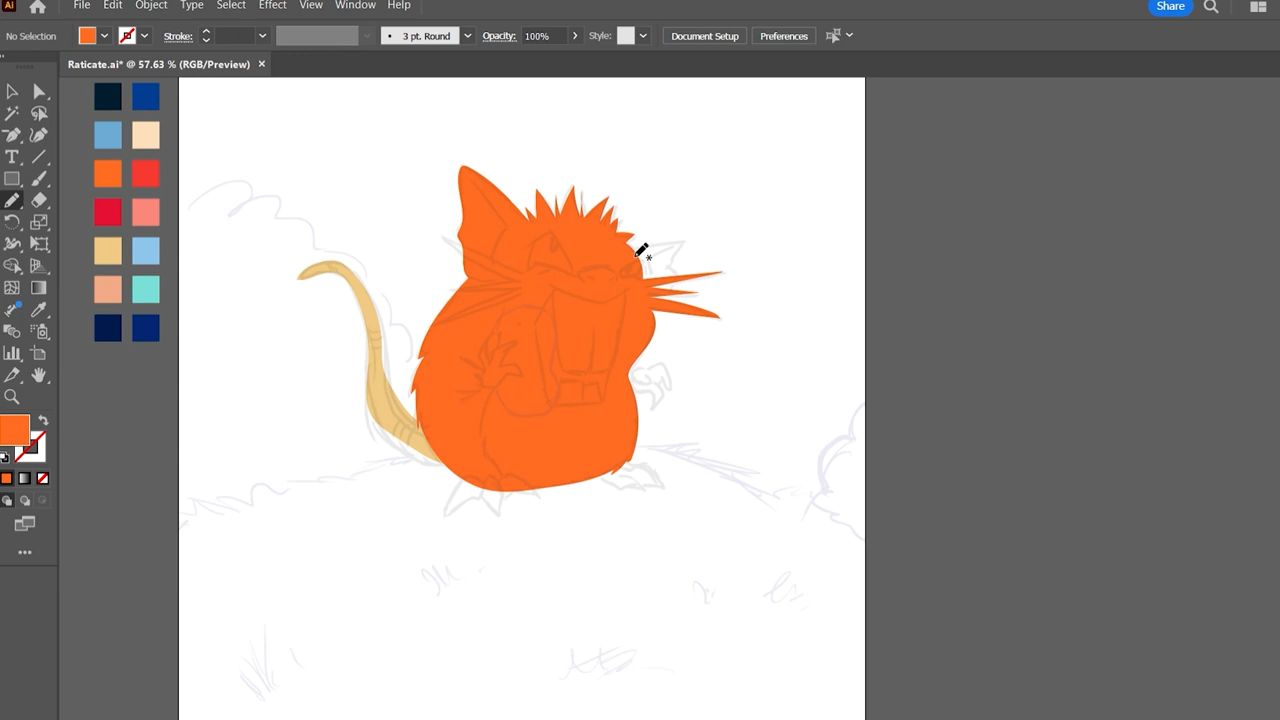 Ai File Edit Object Type Select Effect View Window Help Share
No Selection Stroke: 3 pt. Round Opacity: 100% Style: Document Setup Preferences
Raticate.ai* @ 57.63 % (RGB/Preview) ×
T